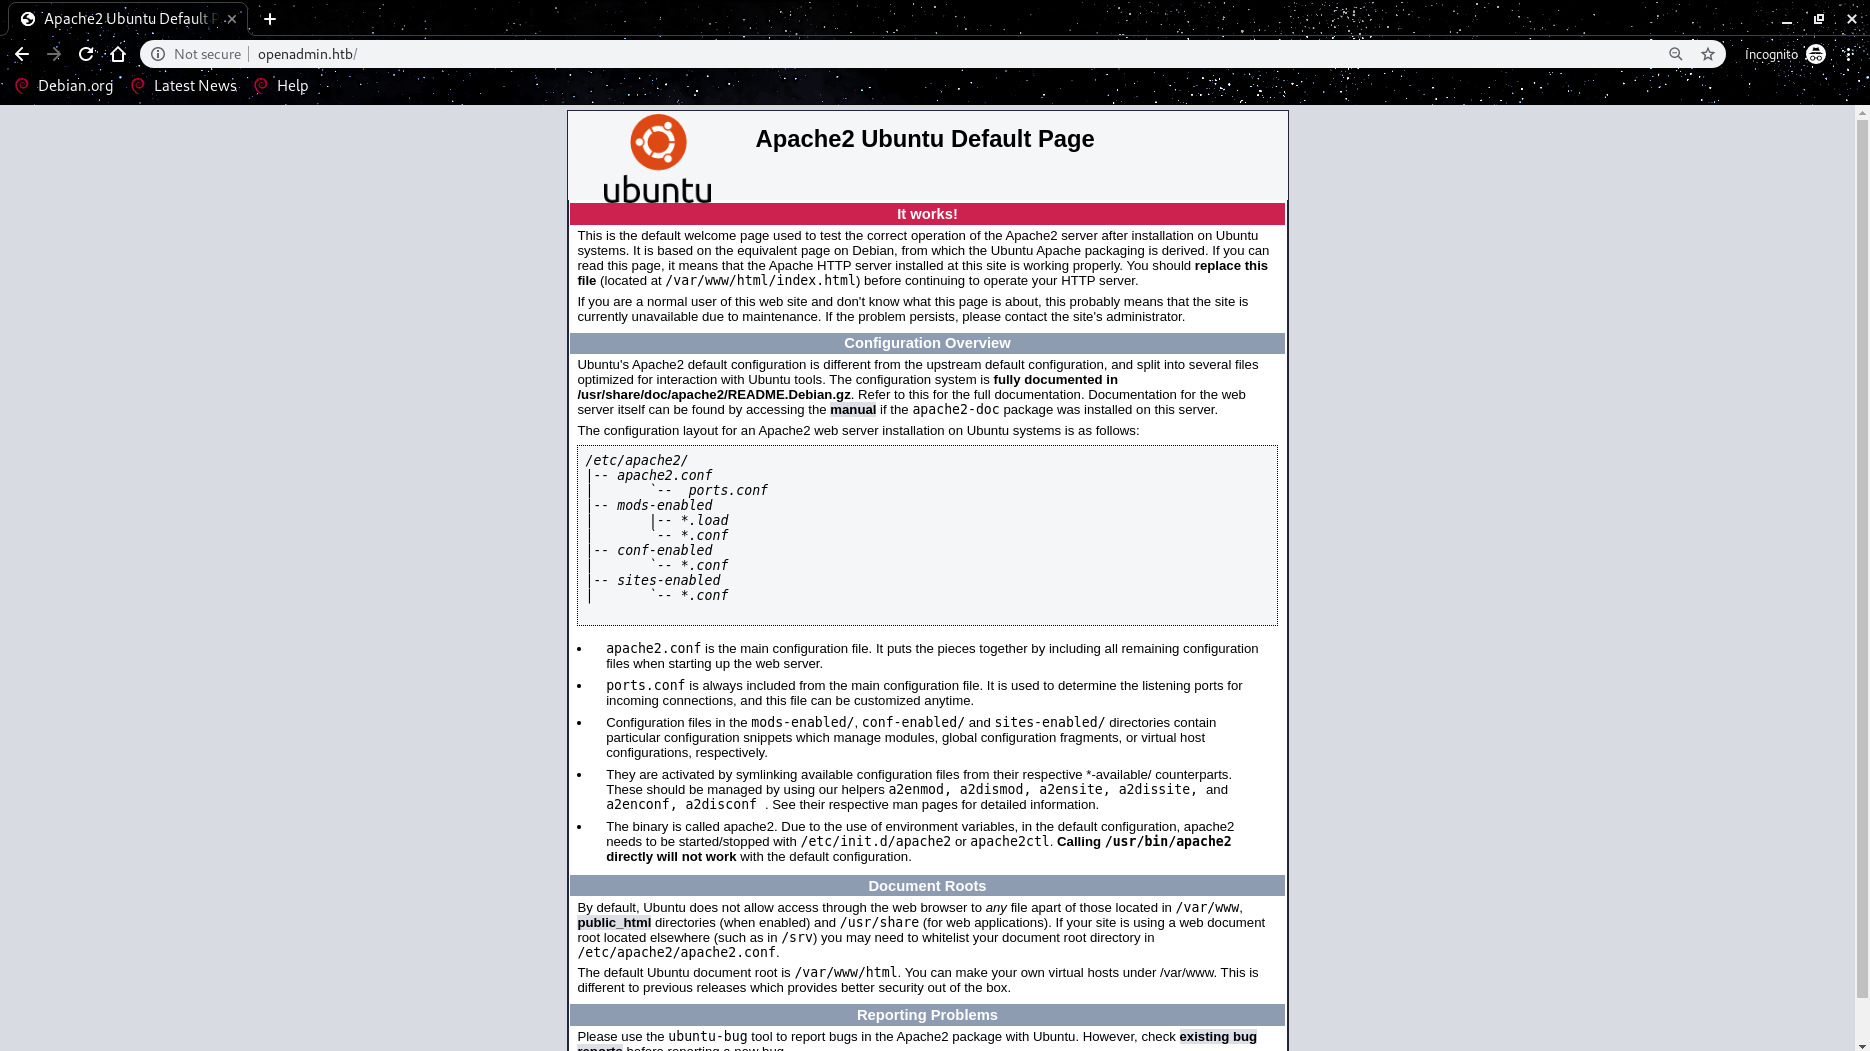 Apache2 Ubuntu Default P
Not secure
openadmin.htb/
Incognito
Debian.org
Latest News
Help
Apache2 Ubuntu Default Page
ubuntu
It works!
This is the default welcome page used to test the correct operation of the Apache2 server after installation on Ubuntu
systems. It is based on the equivalent page on Debian, from which the Ubuntu Apache packaging is derived. If you can
read this page, it means that the Apache HTTP server installed at this site is working properly. You should replace this
file (located at /var/www/html/index.html) before continuing to operate your HTTP server.
If you are a normal user of this web site and don't know what this page is about, this probably means that the site is
currently unavailable due to maintenance. If the problem persists, please contact the site's administrator.
Configuration Overview
Ubuntu's Apache2 default configuration is different from the upstream default configuration, and split into several files
optimized for interaction with Ubuntu tools. The configuration system is fully documented in
/usr/share/doc/apache2/README.Debian.gz. Refer to this for the full documentation. Documentation for the web
server itself can be found by accessing the manual if the apache2-doc package was installed on this server.
The configuration layout for an Apache2 web server installation on Ubuntu systems is as follows:
/etc/apache2/
|-- apache2.conf
|       `--  ports.conf
|-- mods-enabled
|       |-- *.load
|       `-- *.conf
|-- conf-enabled
|       `-- *.conf
|-- sites-enabled
|       `-- *.conf
• apache2.conf is the main configuration file. It puts the pieces together by including all remaining configuration
files when starting up the web server.
• ports.conf is always included from the main configuration file. It is used to determine the listening ports for
incoming connections, and this file can be customized anytime.
• Configuration files in the mods-enabled/, conf-enabled/ and sites-enabled/ directories contain
particular configuration snippets which manage modules, global configuration fragments, or virtual host
configurations, respectively.
• They are activated by symlinking available configuration files from their respective *-available/ counterparts.
These should be managed by using our helpers a2enmod, a2dismod, a2ensite, a2dissite, and
a2enconf, a2disconf . See their respective man pages for detailed information.
• The binary is called apache2. Due to the use of environment variables, in the default configuration, apache2
needs to be started/stopped with /etc/init.d/apache2 or apache2ctl. Calling /usr/bin/apache2
directly will not work with the default configuration.
Document Roots
By default, Ubuntu does not allow access through the web browser to any file apart of those located in /var/www,
public_html directories (when enabled) and /usr/share (for web applications). If your site is using a web document
root located elsewhere (such as in /srv) you may need to whitelist your document root directory in
/etc/apache2/apache2.conf.
The default Ubuntu document root is /var/www/html. You can make your own virtual hosts under /var/www. This is
different to previous releases which provides better security out of the box.
Reporting Problems
Please use the ubuntu-bug tool to report bugs in the Apache2 package with Ubuntu. However, check existing bug
reports before reporting a new bug.